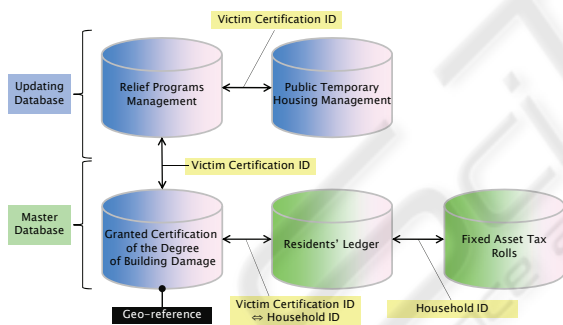 Victim Certification ID
Updating
Database
Relief Programs
Management
Public Temporary
Housing Management
Victim Certification ID
Master
Database
Granted Certification
of the Degree
of Building Damage
Residents' Ledger
Fixed Asset Tax
Rolls
Geo-reference
Victim Certification ID
⇔ Household ID
Household ID